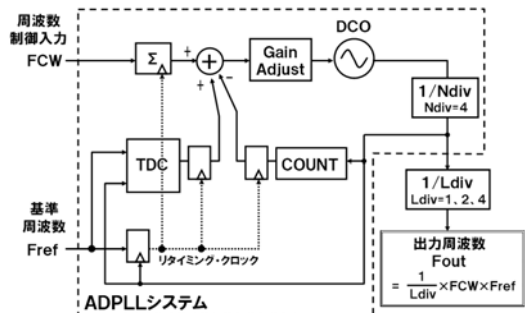 周波数
制御入力
FCW
Σ
+
+
−
Gain
Adjust
DCO
1/Ndiv
Ndiv=4
TDC
COUNT
1/Ldiv
Ldiv=1、2、4
基準
周波数
Fref
リタイミング・クロック
ADPLLシステム
出力周波数
Fout
= 1/Ldiv ×FCW×Fref